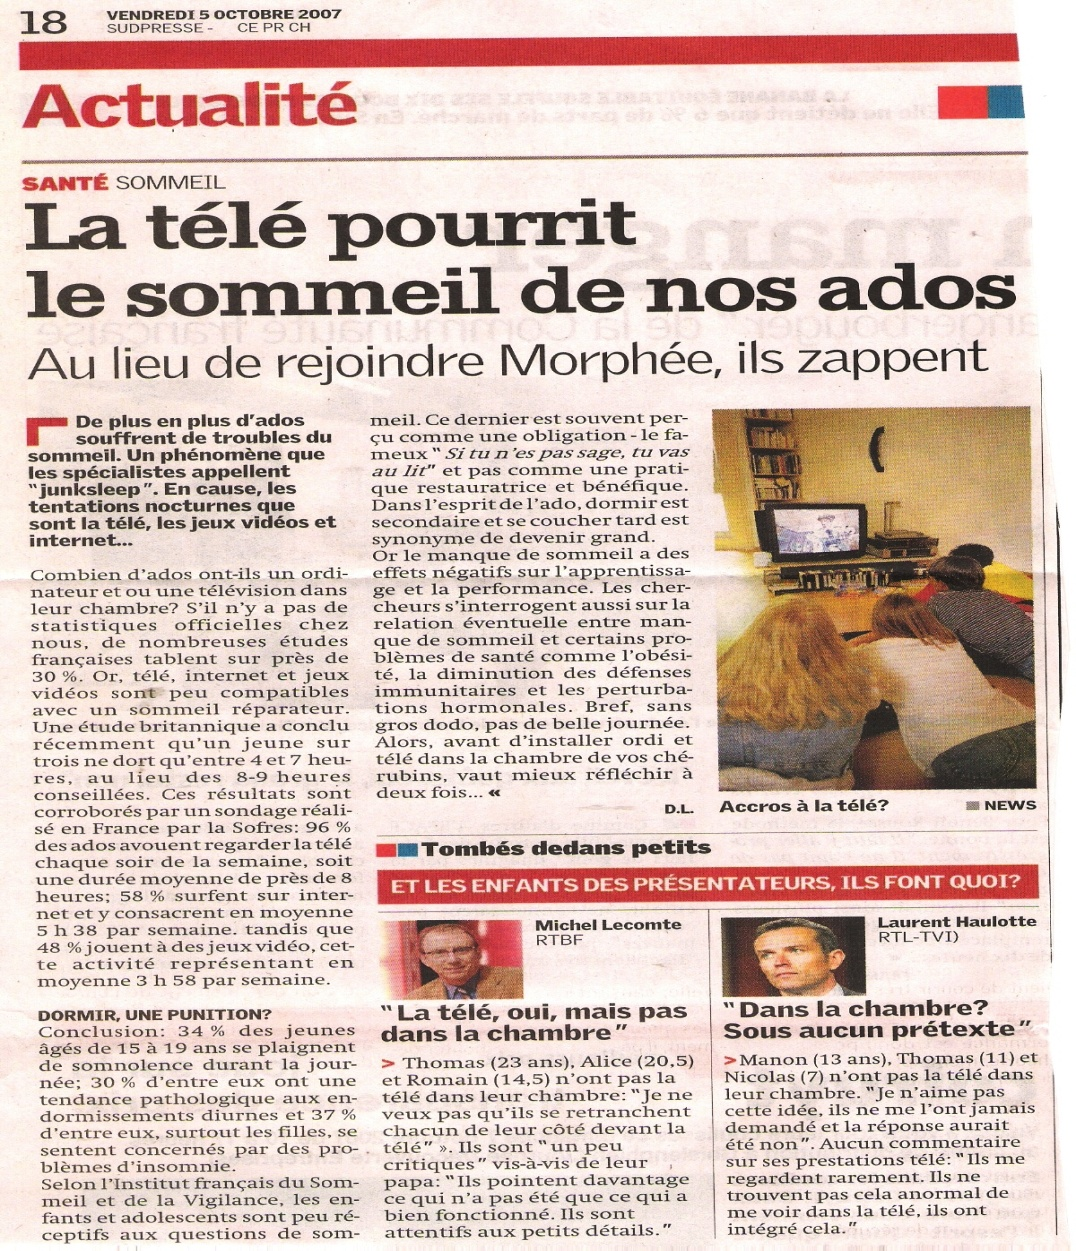 18
VENDREDI 5 OCTOBRE 2007
SUDPRESSE - CE PR CH
Actualité
SANTÉ SOMMEIL
La télé pourrit
le sommeil de nos ados
Au lieu de rejoindre Morphée, ils zappent
De plus en plus d'ados
souffrent de troubles du
sommeil. Un phénomène que
les spécialistes appellent
"junksleep". En cause, les
tentations nocturnes que
sont la télé, les jeux vidéos et
internet...
Combien d'ados ont-ils un ordi-
nateur et ou une télévision dans
leur chambre? S'il n'y a pas de
statistiques officielles chez
nous, de nombreuses études
françaises tablent sur près de
30 %. Or, télé, internet et jeux
vidéos sont peu compatibles
avec un sommeil réparateur.
Une étude britannique a conclu
récemment qu'un jeune sur
trois ne dort qu'entre 4 et 7 heu-
res, au lieu des 8-9 heures
conseillées. Ces résultats sont
corroborés par un sondage réali-
sé en France par la Sofres: 96 %
des ados avouent regarder la télé
chaque soir de la semaine, soit
une durée moyenne de près de 8
heures; 58 % surfent sur inter-
net et y consacrent en moyenne
5 h 38 par semaine. tandis que
48 % jouent à des jeux vidéo, cet-
te activité représentant en
moyenne 3 h 58 par semaine.
DORMIR, UNE PUNITION?
Conclusion: 34 % des jeunes
âgés de 15 à 19 ans se plaignent
de somnolence durant la jour-
née; 30 % d'entre eux ont une
tendance pathologique aux en-
dormissements diurnes et 37 %
d'entre eux, surtout les filles, se
sentent concernés par des pro-
blèmes d'insomnie.
Selon l'Institut français du Som-
meil et de la Vigilance, les en-
fants et adolescents sont peu ré-
ceptifs aux questions de som-
meil. Ce dernier est souvent per-
çu comme une obligation - le fa-
meux "Si tu n'es pas sage, tu vas
au lit" et pas comme une prati-
que restauratrice et bénéfique.
Dans l'esprit de l'ado, dormir est
secondaire et se coucher tard est
synonyme de devenir grand.
Or le manque de sommeil a des
effets négatifs sur l'apprentissa-
ge et la performance. Les cher-
cheurs s'interrogent aussi sur la
relation éventuelle entre man-
que de sommeil et certains pro-
blèmes de santé comme l'obési-
té, la diminution des défenses
immunitaires et les perturba-
tions hormonales. Bref, sans
gros dodo, pas de belle journée.
Alors, avant d'installer ordi et
télé dans la chambre de vos ché-
rubins, vaut mieux réfléchir à
deux fois... «
D.L.
Accros à la télé?
NEWS
Tombés dedans petits
ET LES ENFANTS DES PRÉSENTATEURS, ILS FONT QUOI?
Michel Lecomte
RTBF
"La télé, oui, mais pas
dans la chambre"
> Thomas (23 ans), Alice (20,5)
et Romain (14,5) n'ont pas la
télé dans leur chambre: "Je ne
veux pas qu'ils se retranchent
chacun de leur côté devant la
télé" ». Ils sont "un peu
critiques" vis-à-vis de leur
papa: "Ils pointent davantage
ce qui n'a pas été que ce qui a
bien fonctionné. Ils sont
attentifs aux petits détails."
Laurent Haulotte
RTL-TVI)
"Dans la chambre?
Sous aucun prétexte"
> Manon (13 ans), Thomas (11) et
Nicolas (7) n'ont pas la télé dans
leur chambre. "Je n'aime pas
cette idée, ils ne me l'ont jamais
demandé et la réponse aurait
été non". Aucun commentaire
sur ses prestations télé: "Ils me
regardent rarement. Ils ne
trouvent pas cela anormal de
me voir dans la télé, ils ont
intégré cela."